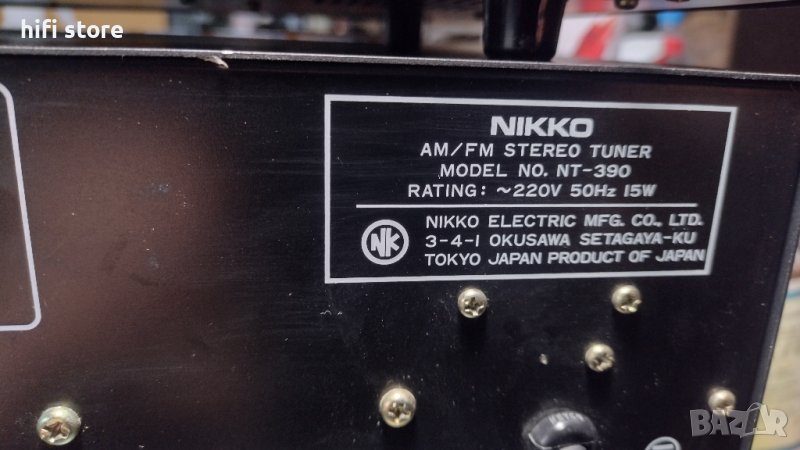 hifi store
NIKKO
AM/FM STEREO TUNER
MODEL NO. NT-390
RATING: ~220V 50Hz 15W
NK
NIKKO ELECTRIC MFG. CO., LTD.
3-4-1 OKUSAWA SETAGAYA-KU
TOKYO JAPAN PRODUCT OF JAPAN
BAZAR